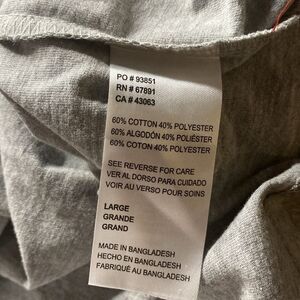 PO # 93851
RN # 67891
CA # 43063
60% COTTON 40% POLYESTER
60% ALGODÓN 40% POLIÉSTER
60% COTON 40% POLYESTER
SEE REVERSE FOR CARE
VER AL DORSO PARA CUIDADO
VOIR AU VERSO POUR SOINS
LARGE
GRANDE
GRAND
MADE IN BANGLADESH
HECHO EN BANGLADESH
FABRIQUÉ AU BANGLADESH